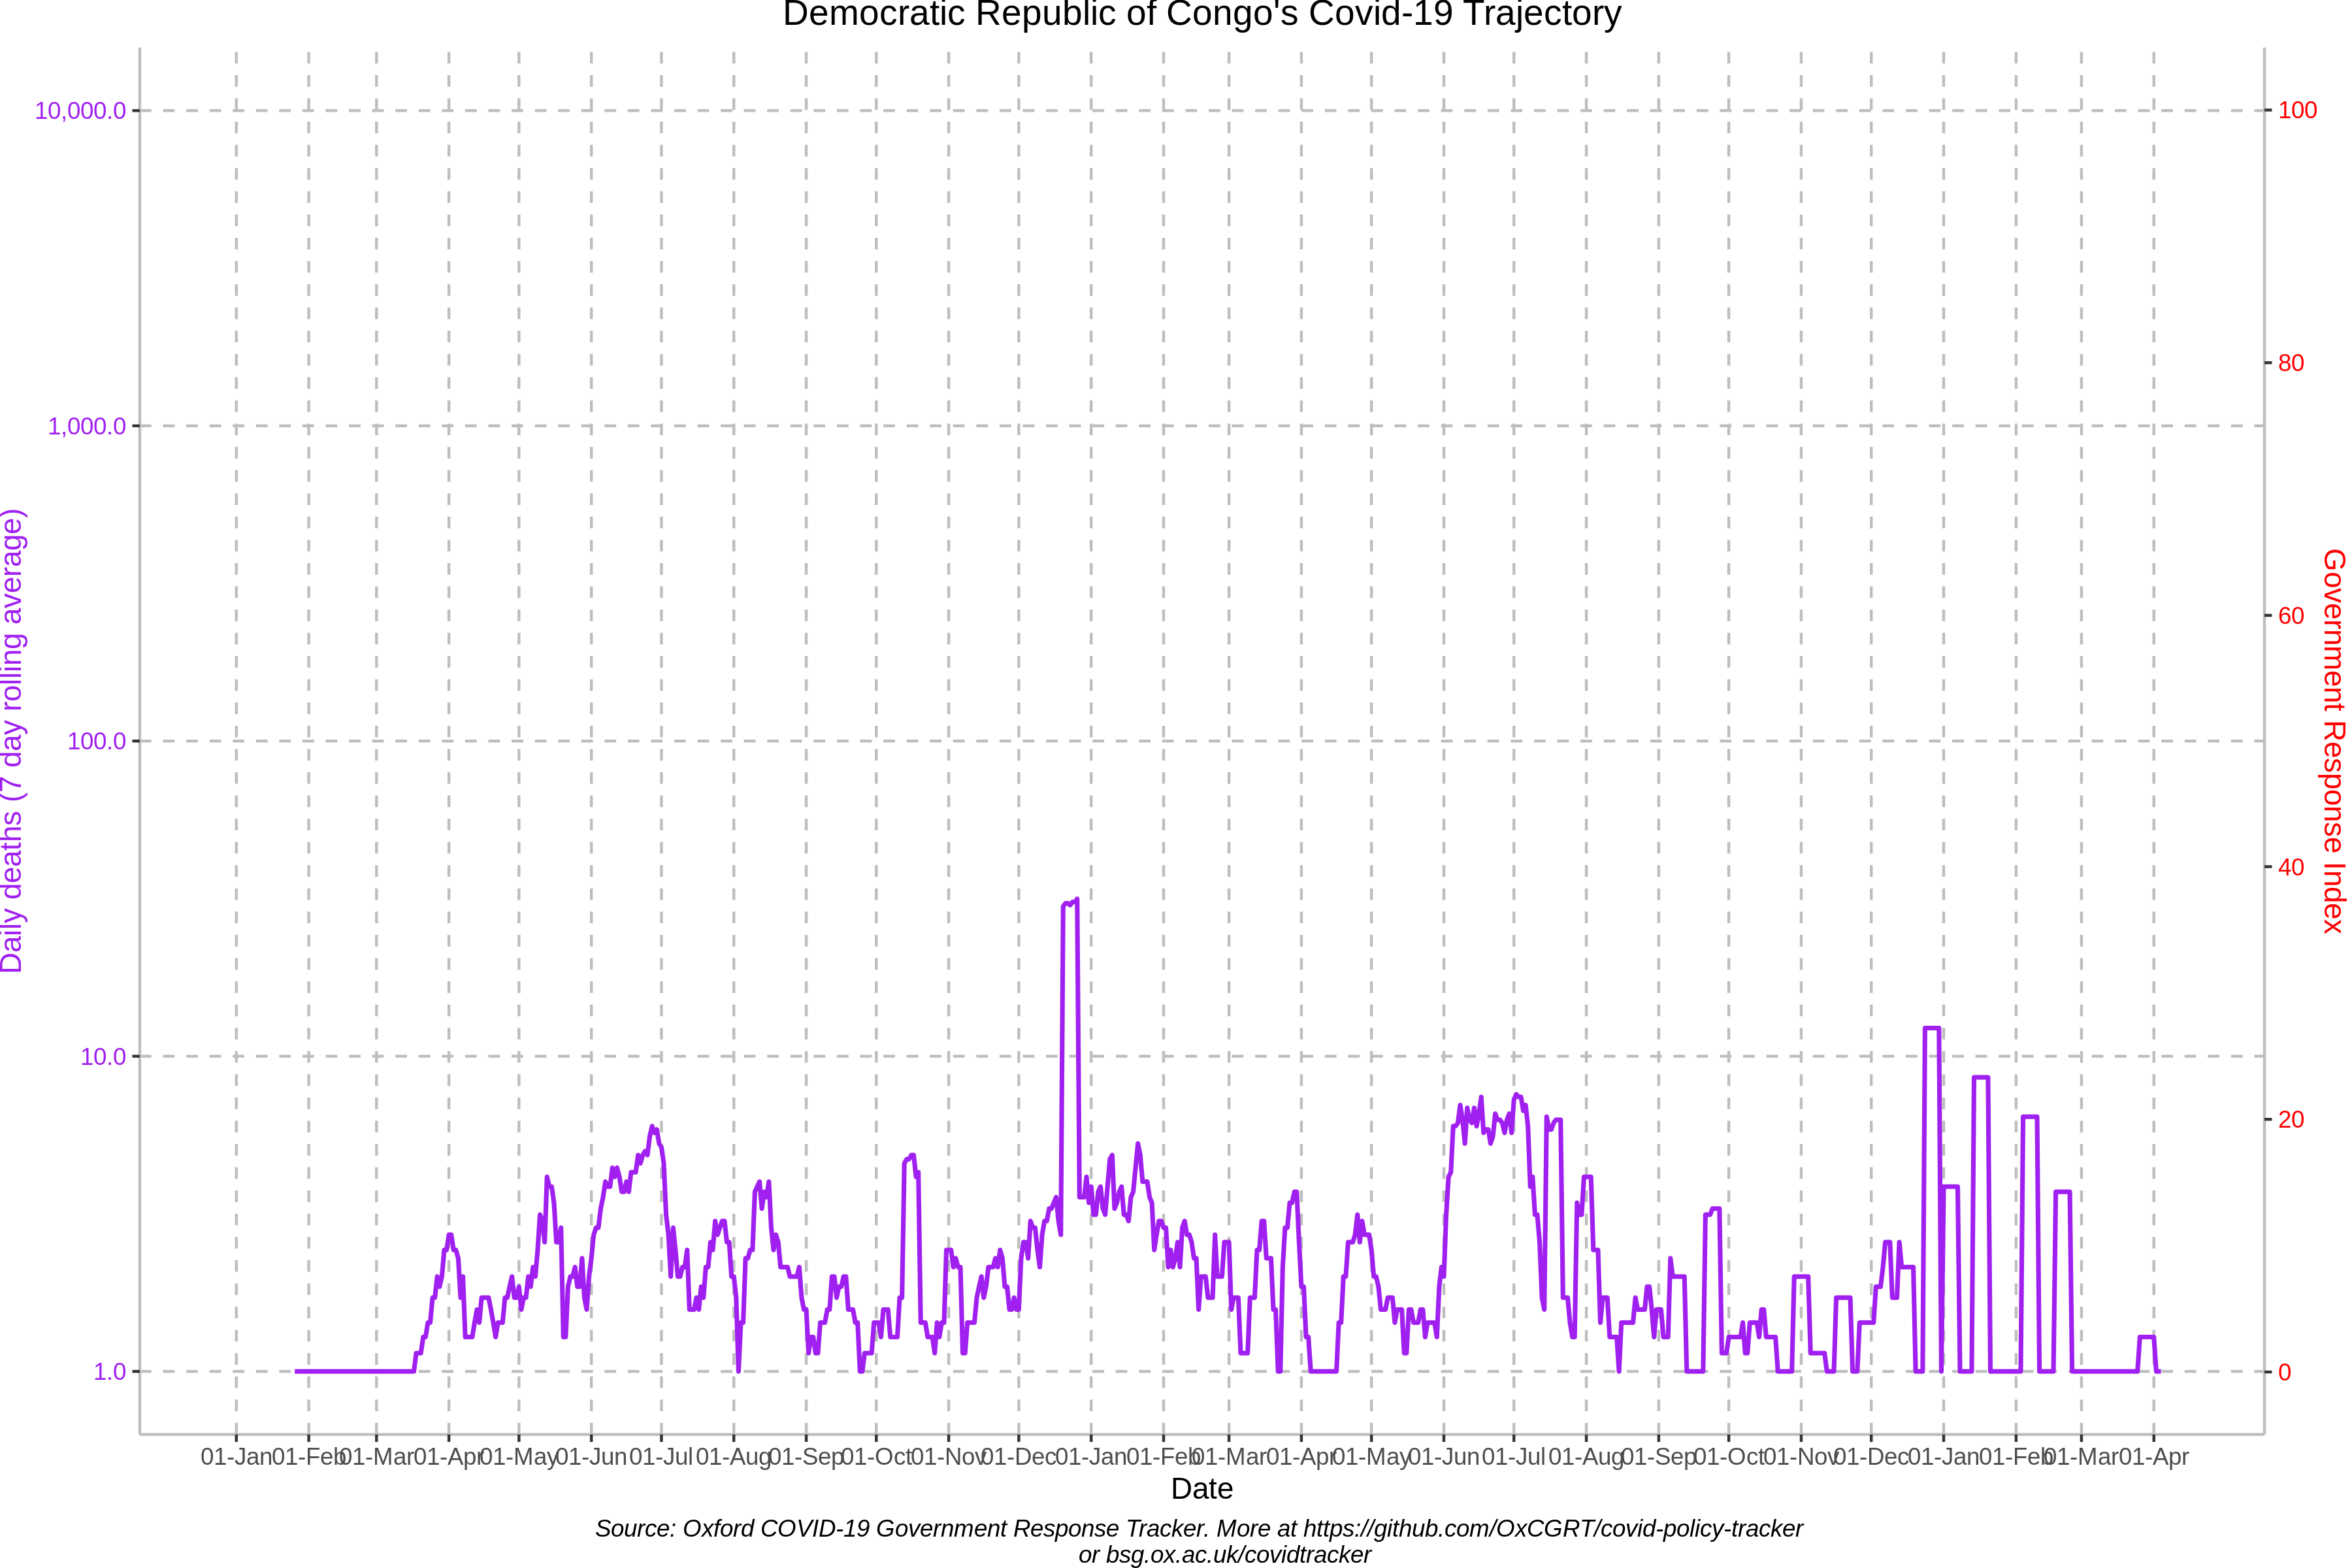 Democratic Republic of Congo's Covid-19 Trajectory
10,000.0
1,000.0
100.0
10.0
1.0
Daily deaths (7 day rolling average)
100
80
60
40
20
0
Government Response Index
01-Jan 01-Feb 01-Mar 01-Apr 01-May 01-Jun 01-Jul 01-Aug 01-Sep 01-Oct 01-Nov 01-Dec 01-Jan 01-Feb 01-Mar 01-Apr 01-May 01-Jun 01-Jul 01-Aug 01-Sep 01-Oct 01-Nov 01-Dec 01-Jan 01-Feb 01-Mar 01-Apr
Date
Source: Oxford COVID-19 Government Response Tracker. More at https://github.com/OxCGRT/covid-policy-tracker
or bsg.ox.ac.uk/covidtracker